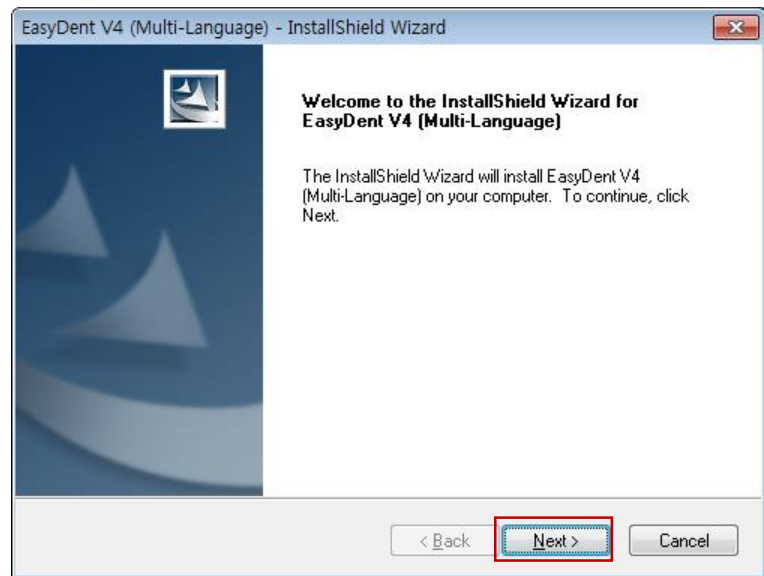 EasyDent V4 (Multi-Language) - InstallShield Wizard
Welcome to the InstallShield Wizard for
EasyDent V4 (Multi-Language)
The InstallShield Wizard will install EasyDent V4
(Multi-Language) on your computer. To continue, click
Next.
< Back Next > Cancel